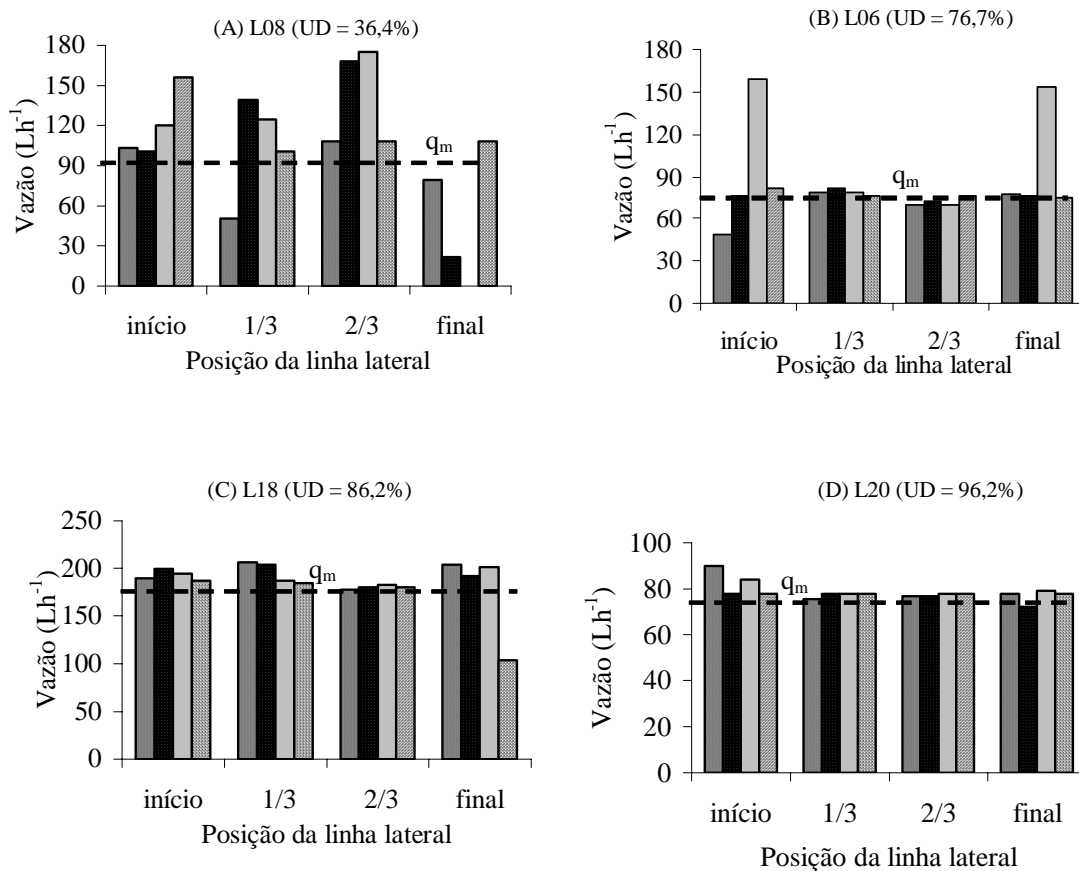 (A) L08 (UD = 36,4%)
180
150
120
90
60
30
0
Vazão (Lh⁻¹)
qm
início 1/3 2/3 final
Posição da linha lateral
(B) L06 (UD = 76,7%)
180
150
120
90
60
30
0
Vazão (Lh⁻¹)
qm
início 1/3 2/3 final
Posição da linha lateral
(C) L18 (UD = 86,2%)
250
200
150
100
50
0
Vazão (Lh⁻¹)
qm
início 1/3 2/3 final
Posição da linha lateral
(D) L20 (UD = 96,2%)
100
80
60
40
20
0
Vazão (Lh⁻¹)
qm
início 1/3 2/3 final
Posição da linha lateral